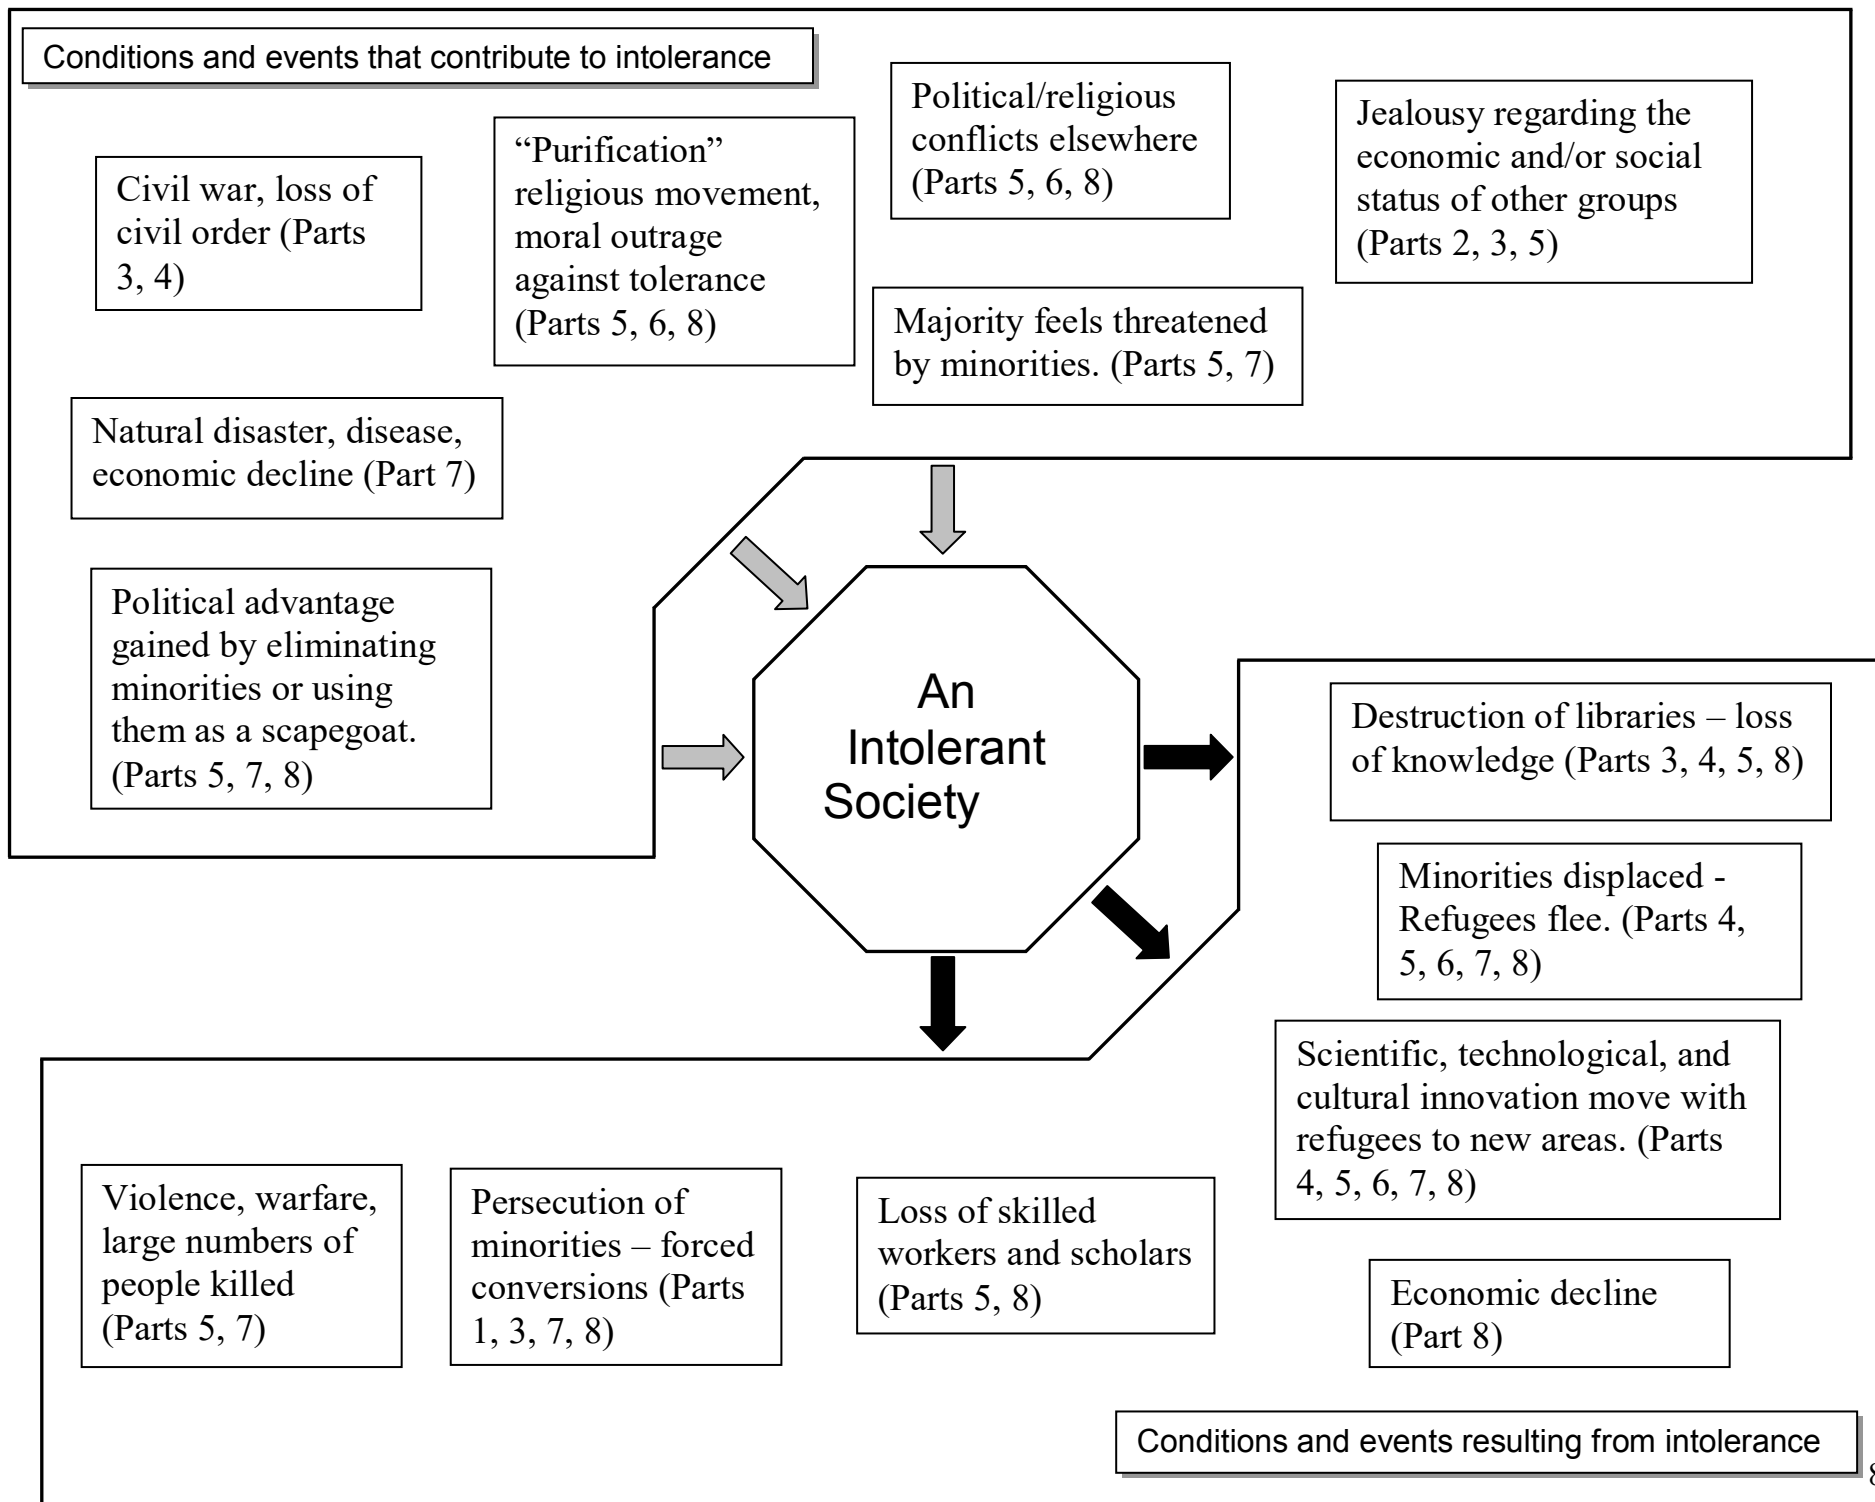 Conditions and events that contribute to intolerance
Civil war, loss of
civil order (Parts
3, 4)
“Purification”
religious movement,
moral outrage
against tolerance
(Parts 5, 6, 8)
Political/religious
conflicts elsewhere
(Parts 5, 6, 8)
Jealousy regarding the
economic and/or social
status of other groups
(Parts 2, 3, 5)
Majority feels threatened
by minorities. (Parts 5, 7)
Natural disaster, disease,
economic decline (Part 7)
Political advantage
gained by eliminating
minorities or using
them as a scapegoat.
(Parts 5, 7, 8)
An
Intolerant
Society
Destruction of libraries – loss
of knowledge (Parts 3, 4, 5, 8)
Minorities displaced -
Refugees flee. (Parts 4,
5, 6, 7, 8)
Scientific, technological, and
cultural innovation move with
refugees to new areas. (Parts
4, 5, 6, 7, 8)
Violence, warfare,
large numbers of
people killed
(Parts 5, 7)
Persecution of
minorities – forced
conversions (Parts
1, 3, 7, 8)
Loss of skilled
workers and scholars
(Parts 5, 8)
Economic decline
(Part 8)
Conditions and events resulting from intolerance